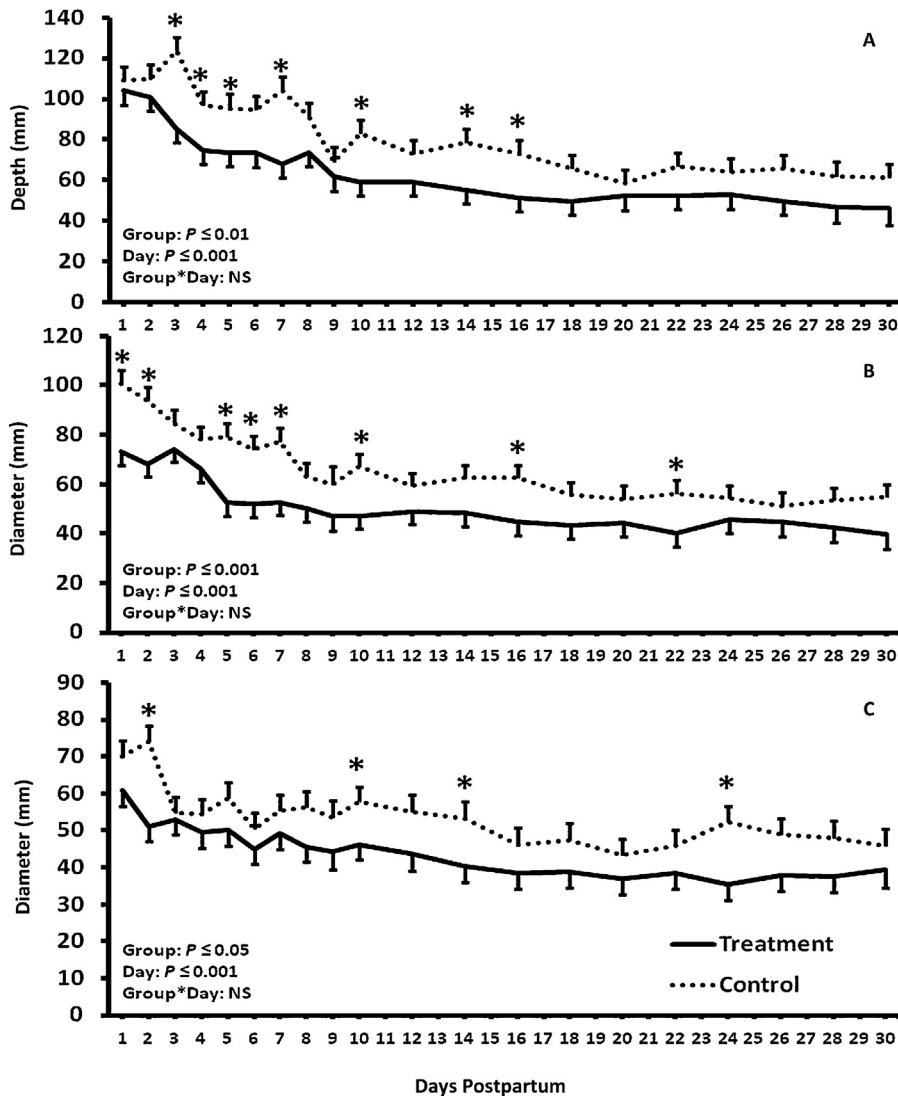 140
120
100
80
60
40
20
0
Depth (mm)
A
* * * * * * *
Group: P ≤ 0.01
Day: P ≤ 0.001
Group*Day: NS
1 2 3 4 5 6 7 8 9 10 11 12 13 14 15 16 17 18 19 20 21 22 23 24 25 26 27 28 29 30
120
100
80
60
40
20
0
Diameter (mm)
B
* * * * * * * *
Group: P ≤ 0.001
Day: P ≤ 0.001
Group*Day: NS
1 2 3 4 5 6 7 8 9 10 11 12 13 14 15 16 17 18 19 20 21 22 23 24 25 26 27 28 29 30
90
80
70
60
50
40
30
20
10
0
Diameter (mm)
C
* * * *
Group: P ≤ 0.05
Day: P ≤ 0.001
Group*Day: NS
Treatment
Control
1 2 3 4 5 6 7 8 9 10 11 12 13 14 15 16 17 18 19 20 21 22 23 24 25 26 27 28 29 30
Days Postpartum